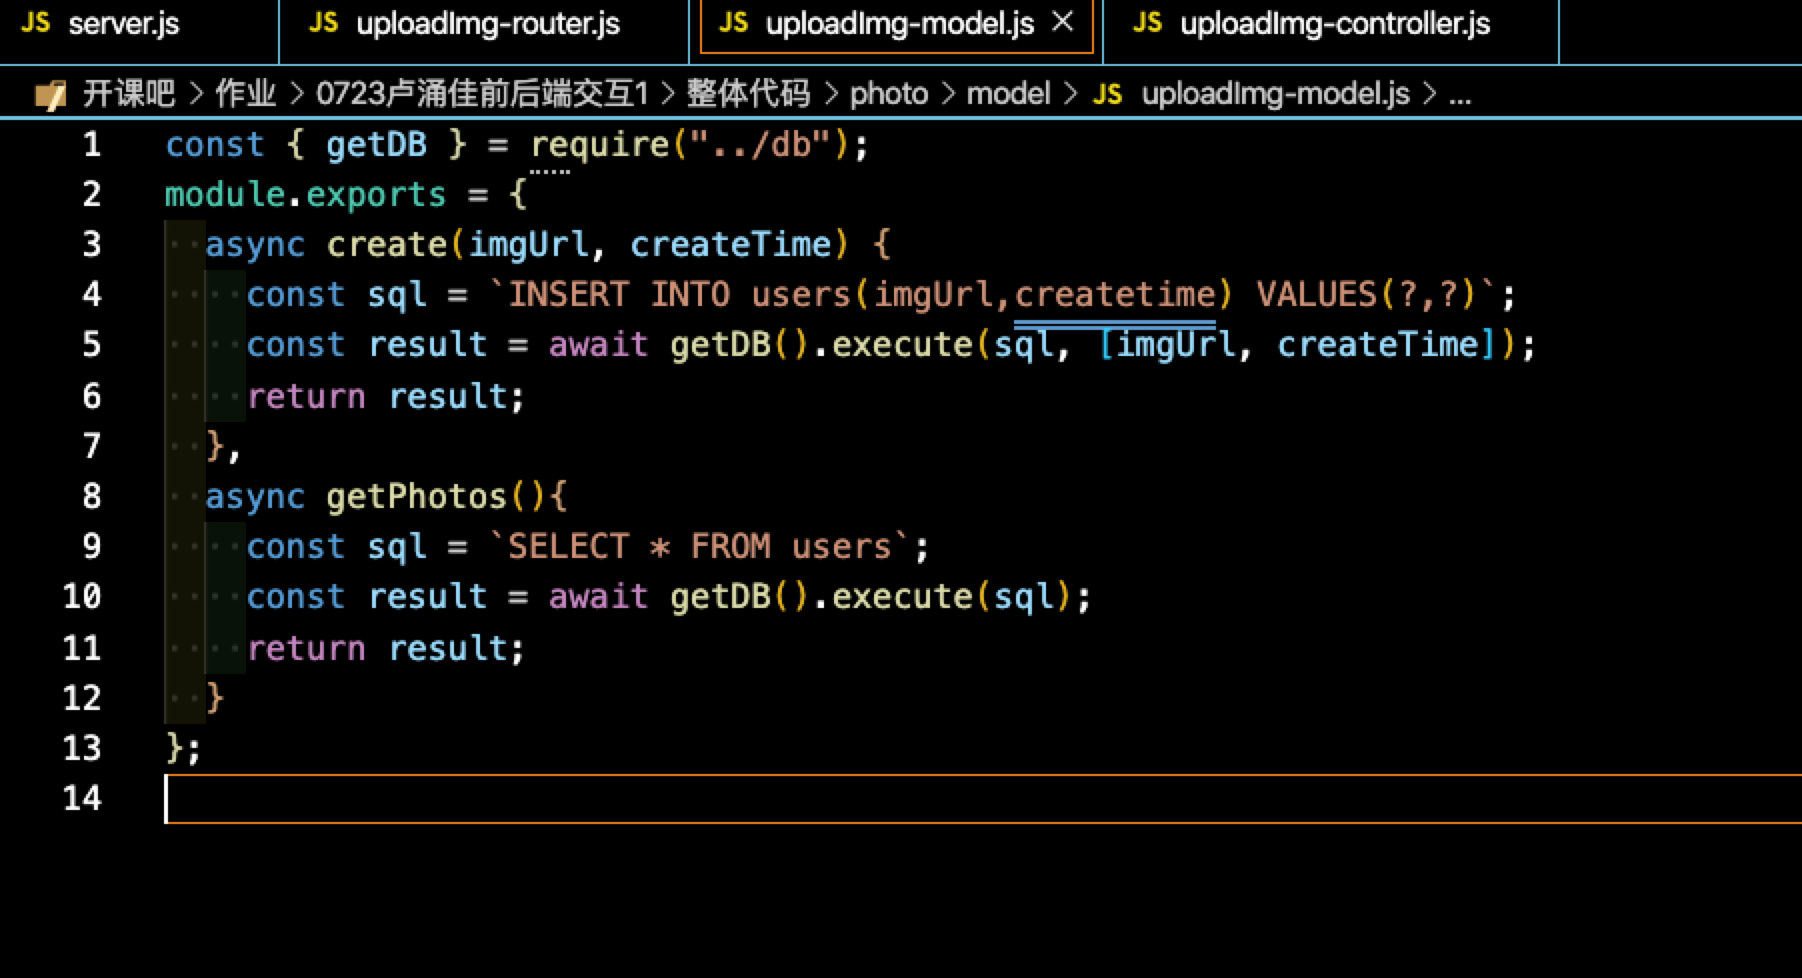 JS server.js JS uploadImg-router.js JS uploadImg-model.js × JS uploadImg-controller.js
开课吧 > 作业 > 0723卢涌佳前后端交互1 > 整体代码 > photo > model > JS uploadImg-model.js > ...
1 const { getDB } = require("../db");
2 module.exports = {
3 async create(imgUrl, createTime) {
4 const sql = `INSERT INTO users(imgUrl,createtime) VALUES(?,?)`;
5 const result = await getDB().execute(sql, [imgUrl, createTime]);
6 return result;
7 },
8 async getPhotos(){
9 const sql = `SELECT * FROM users`;
10 const result = await getDB().execute(sql);
11 return result;
12 }
13 };
14